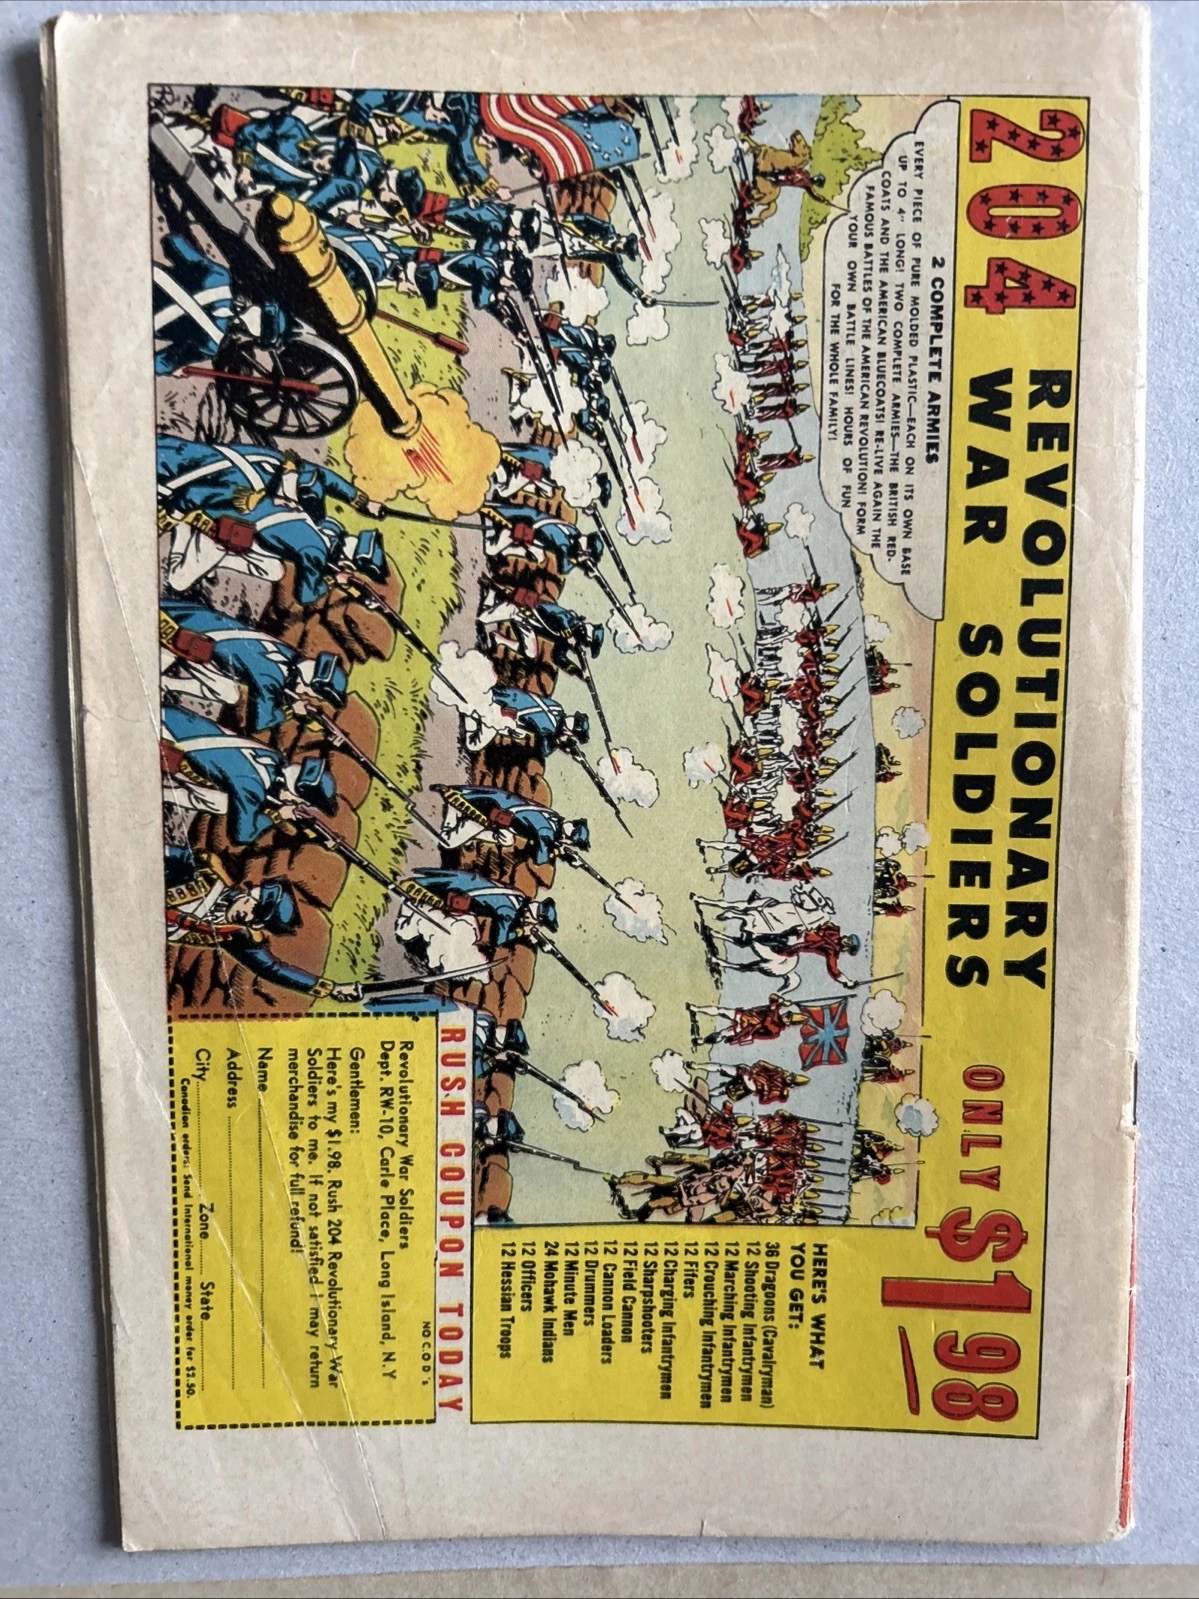 204 REVOLUTIONARY
WAR SOLDIERS
ONLY $1 98
2 COMPLETE ARMIES
EVERY PIECE OF PURE MOLDED PLASTIC—EACH ON ITS OWN BASE
UP TO 4" LONG! TWO COMPLETE ARMIES—THE BRITISH RED-
COATS AND THE AMERICAN BLUECOATS! RE-LIVE AGAIN THE
FAMOUS BATTLES OF THE AMERICAN REVOLUTION! FORM
YOUR OWN BATTLE LINES! HOURS OF FUN
FOR THE WHOLE FAMILY!
HERE'S WHAT
YOU GET:
36 Dragoons (Cavalryman)
12 Shooting Infantrymen
12 Marching Infantrymen
12 Crouching Infantrymen
12 Fifers
12 Charging Infantrymen
12 Sharpshooters
12 Field Cannon
12 Cannon Loaders
12 Drummers
12 Minute Men
24 Mohawk Indians
12 Officers
12 Hessian Troops
RUSH COUPON TODAY
NO C.O.D's
Revolutionary War Soldiers
Dept. RW-10, Carle Place, Long Island, N.Y
Gentlemen:
Here's my $1.98. Rush 204 Revolutionary War
Soldiers to me. If not satisfied I may return
merchandise for full refund!
Name
Address
City Zone State
Canadian orders: Send International money order for $2.50.